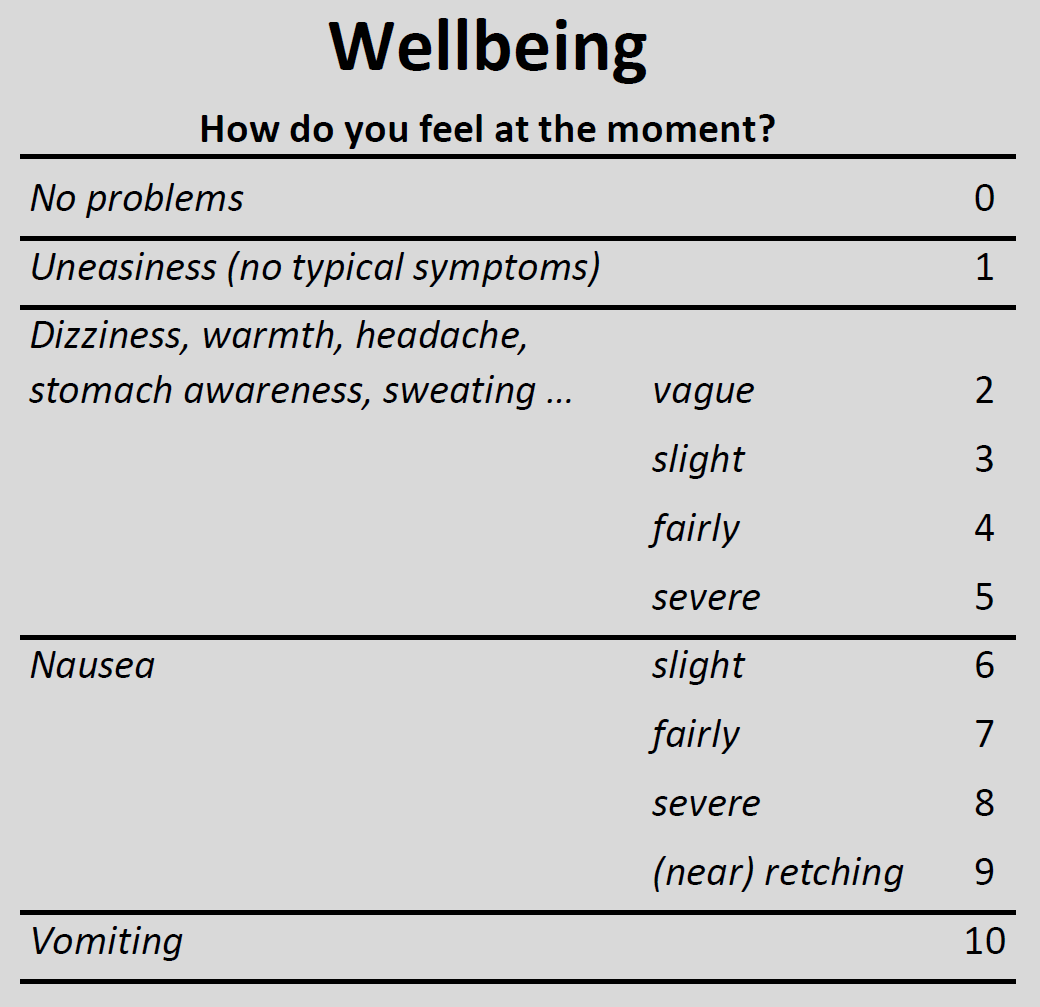 Wellbeing
How do you feel at the moment?
No problems 0
Uneasiness (no typical symptoms) 1
Dizziness, warmth, headache,
stomach awareness, sweating ... vague 2
slight 3
fairly 4
severe 5
Nausea slight 6
fairly 7
severe 8
(near) retching 9
Vomiting 10